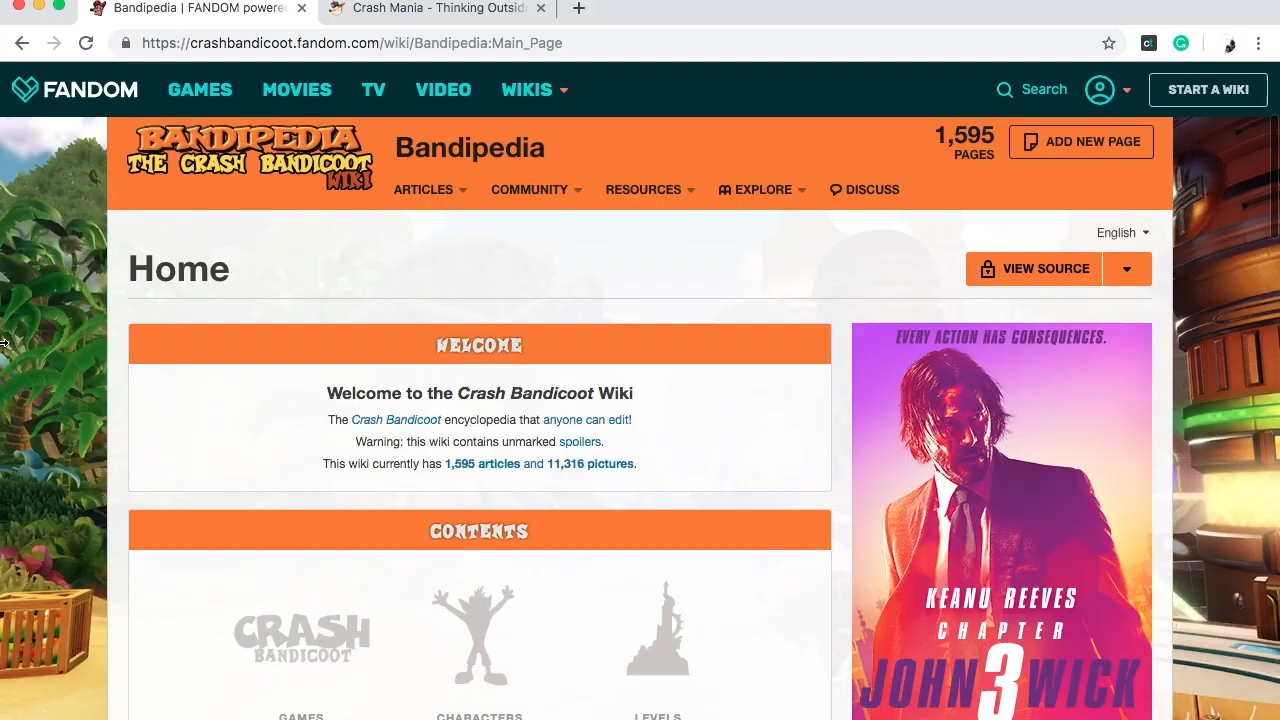 Bandipedia | FANDOM powere
Crash Mania - Thinking Outsid
https://crashbandicoot.fandom.com/wiki/Bandipedia:Main_Page
FANDOM
GAMES
MOVIES
TV
VIDEO
WIKIS
Search
START A WIKI
BANDIPEDIA
THE CRASH BANDICOOT
WIKI
Bandipedia
1,595
PAGES
ADD NEW PAGE
ARTICLES
COMMUNITY
RESOURCES
EXPLORE
DISCUSS
English
Home
VIEW SOURCE
WELCOME
Welcome to the Crash Bandicoot Wiki
The Crash Bandicoot encyclopedia that anyone can edit!
Warning: this wiki contains unmarked spoilers.
This wiki currently has 1,595 articles and 11,316 pictures.
CONTENTS
CRASH
BANDICOOT
GAMES
CHARACTERS
LEVELS
EVERY ACTION HAS CONSEQUENCES.
KEANU REEVES
CHAPTER
JOHN 3 WICK